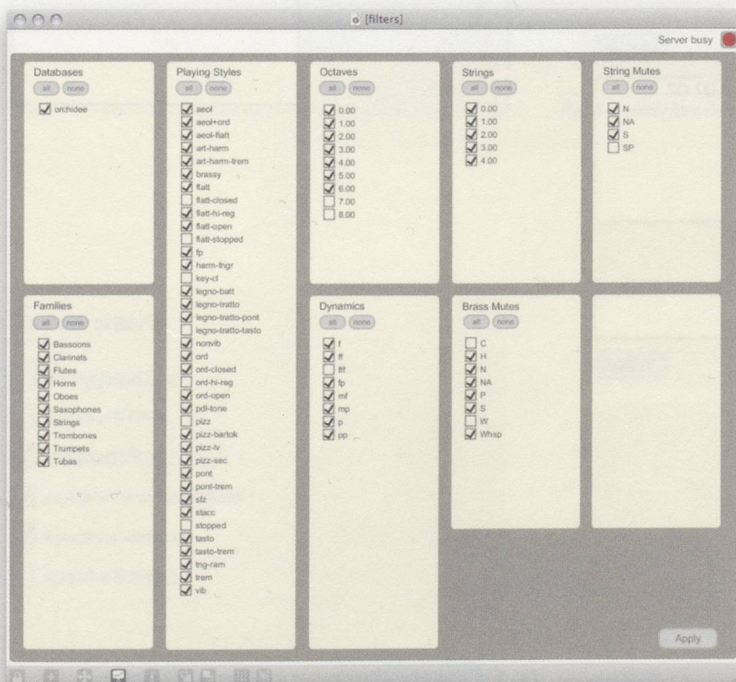 [filters]
Server busy
Databases
all none
orchidee
Playing Styles
all none
aeol
aeol+ord
aeol-flatt
art-harm
art-harm-trem
brassy
flatt
flatt-closed
flatt-hi-reg
flatt-open
flatt-stopped
fp
harm-fngr
key-cl
legno-batt
legno-tratto
legno-tratto-pont
legno-tratto-tasto
nonvib
ord
ord-closed
ord-hi-reg
ord-open
pdl-tone
pizz
pizz-bartok
pizz-lv
pizz-sec
pont
pont-trem
sfz
stacc
stopped
tasto
tasto-trem
tng-ram
trem
vib
Octaves
all none
0.00
1.00
2.00
3.00
4.00
5.00
6.00
7.00
8.00
Strings
all none
0.00
1.00
2.00
3.00
4.00
String Mutes
all none
N
NA
S
SP
Families
all none
Bassoons
Clarinets
Flutes
Horns
Oboes
Saxophones
Strings
Trombones
Trumpets
Tubas
Dynamics
all none
f
ff
fff
fp
mf
mp
p
pp
Brass Mutes
all none
C
H
N
NA
P
S
W
Whsp
Apply